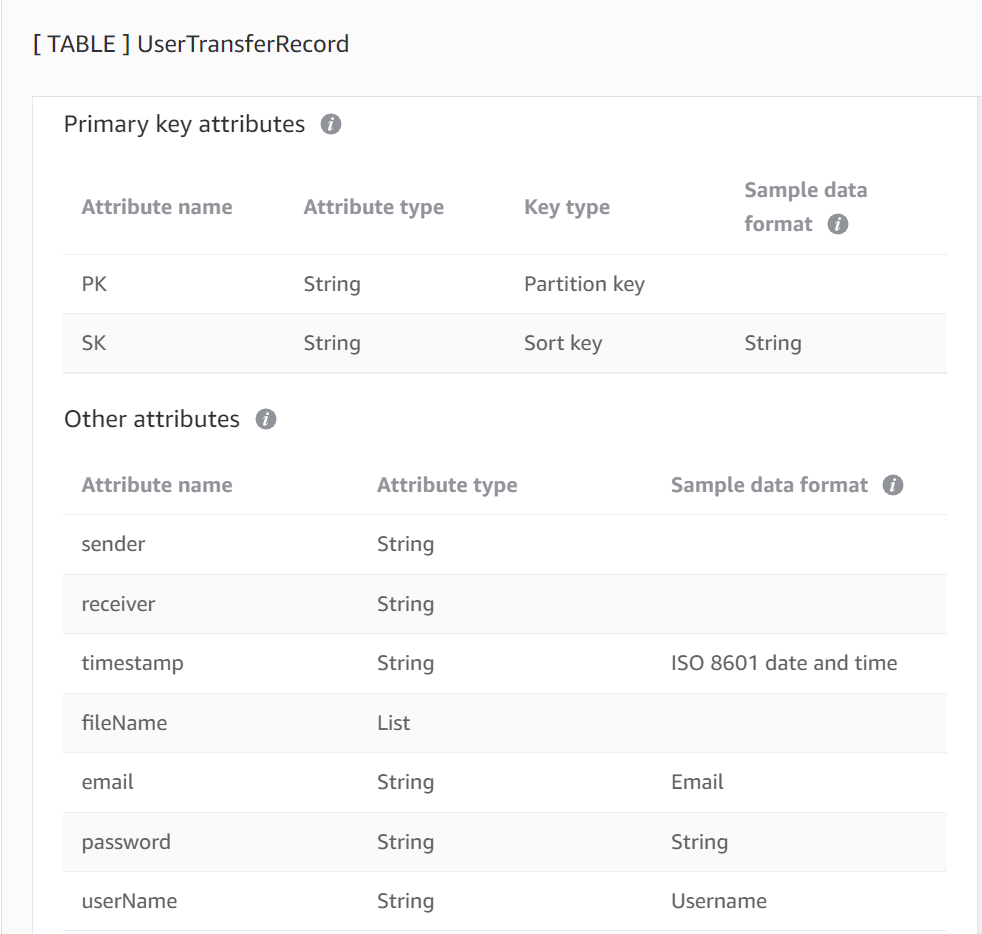 [ TABLE ] UserTransferRecord
Primary key attributes
Attribute name Attribute type Key type Sample data format
PK String Partition key
SK String Sort key String
Other attributes
Attribute name Attribute type Sample data format
sender String
receiver String
timestamp String ISO 8601 date and time
fileName List
email String Email
password String String
userName String Username